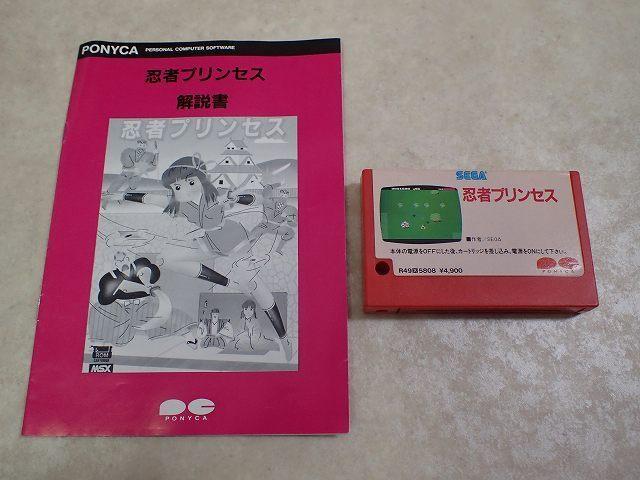 PONYCA PERSONAL COMPUTER SOFTWARE
忍者プリンセス
解説書
忍者プリンセス
ROM
MSX
PONYCA
SEGA
忍者プリンセス
■作者/SEGA
本体の電源をOFFにした後、カートリッジを差し込み、電源をONにして下さい。
PONYCA
R49X5808 ¥4,900